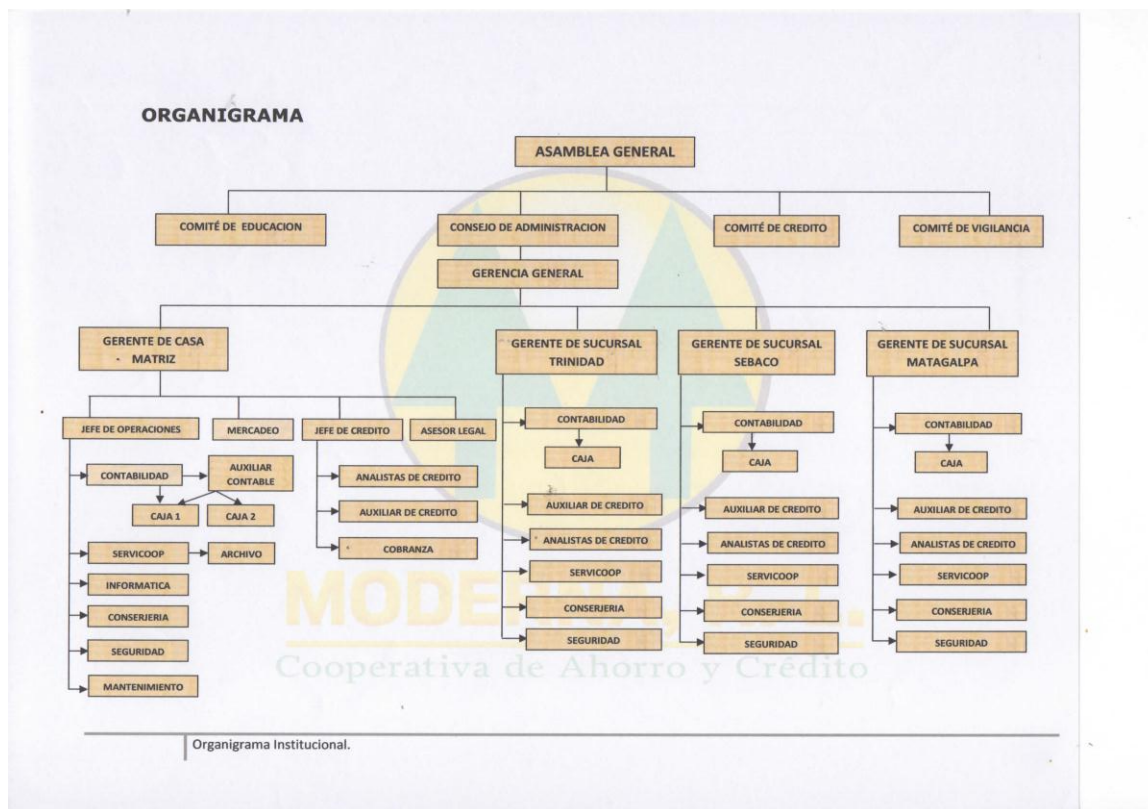 ORGANIGRAMA
ASAMBLEA GENERAL
COMITÉ DE EDUCACION
CONSEJO DE ADMINISTRACION
COMITÉ DE CREDITO
COMITÉ DE VIGILANCIA
GERENCIA GENERAL
GERENTE DE CASA
MATRIZ
GERENTE DE SUCURSAL
TRINIDAD
GERENTE DE SUCURSAL
SEBACO
GERENTE DE SUCURSAL
MATAGALPA
JEFE DE OPERACIONES
MERCADEO
JEFE DE CREDITO
ASESOR LEGAL
CONTABILIDAD
AUXILIAR
CONTABLE
CAJA 1
CAJA 2
SERVICOOP
ARCHIVO
INFORMATICA
CONSERJERIA
SEGURIDAD
MANTENIMIENTO
ANALISTAS DE CREDITO
AUXILIAR DE CREDITO
COBRANZA
CONTABILIDAD
CAJA
AUXILIAR DE CREDITO
ANALISTAS DE CREDITO
SERVICOOP
CONSERJERIA
SEGURIDAD
CONTABILIDAD
CAJA
AUXILIAR DE CREDITO
ANALISTAS DE CREDITO
SERVICOOP
CONSERJERIA
SEGURIDAD
CONTABILIDAD
CAJA
AUXILIAR DE CREDITO
ANALISTAS DE CREDITO
SERVICOOP
CONSERJERIA
SEGURIDAD
MODERNA, R. L.
Cooperativa de Ahorro y Crédito
Organigrama Institucional.